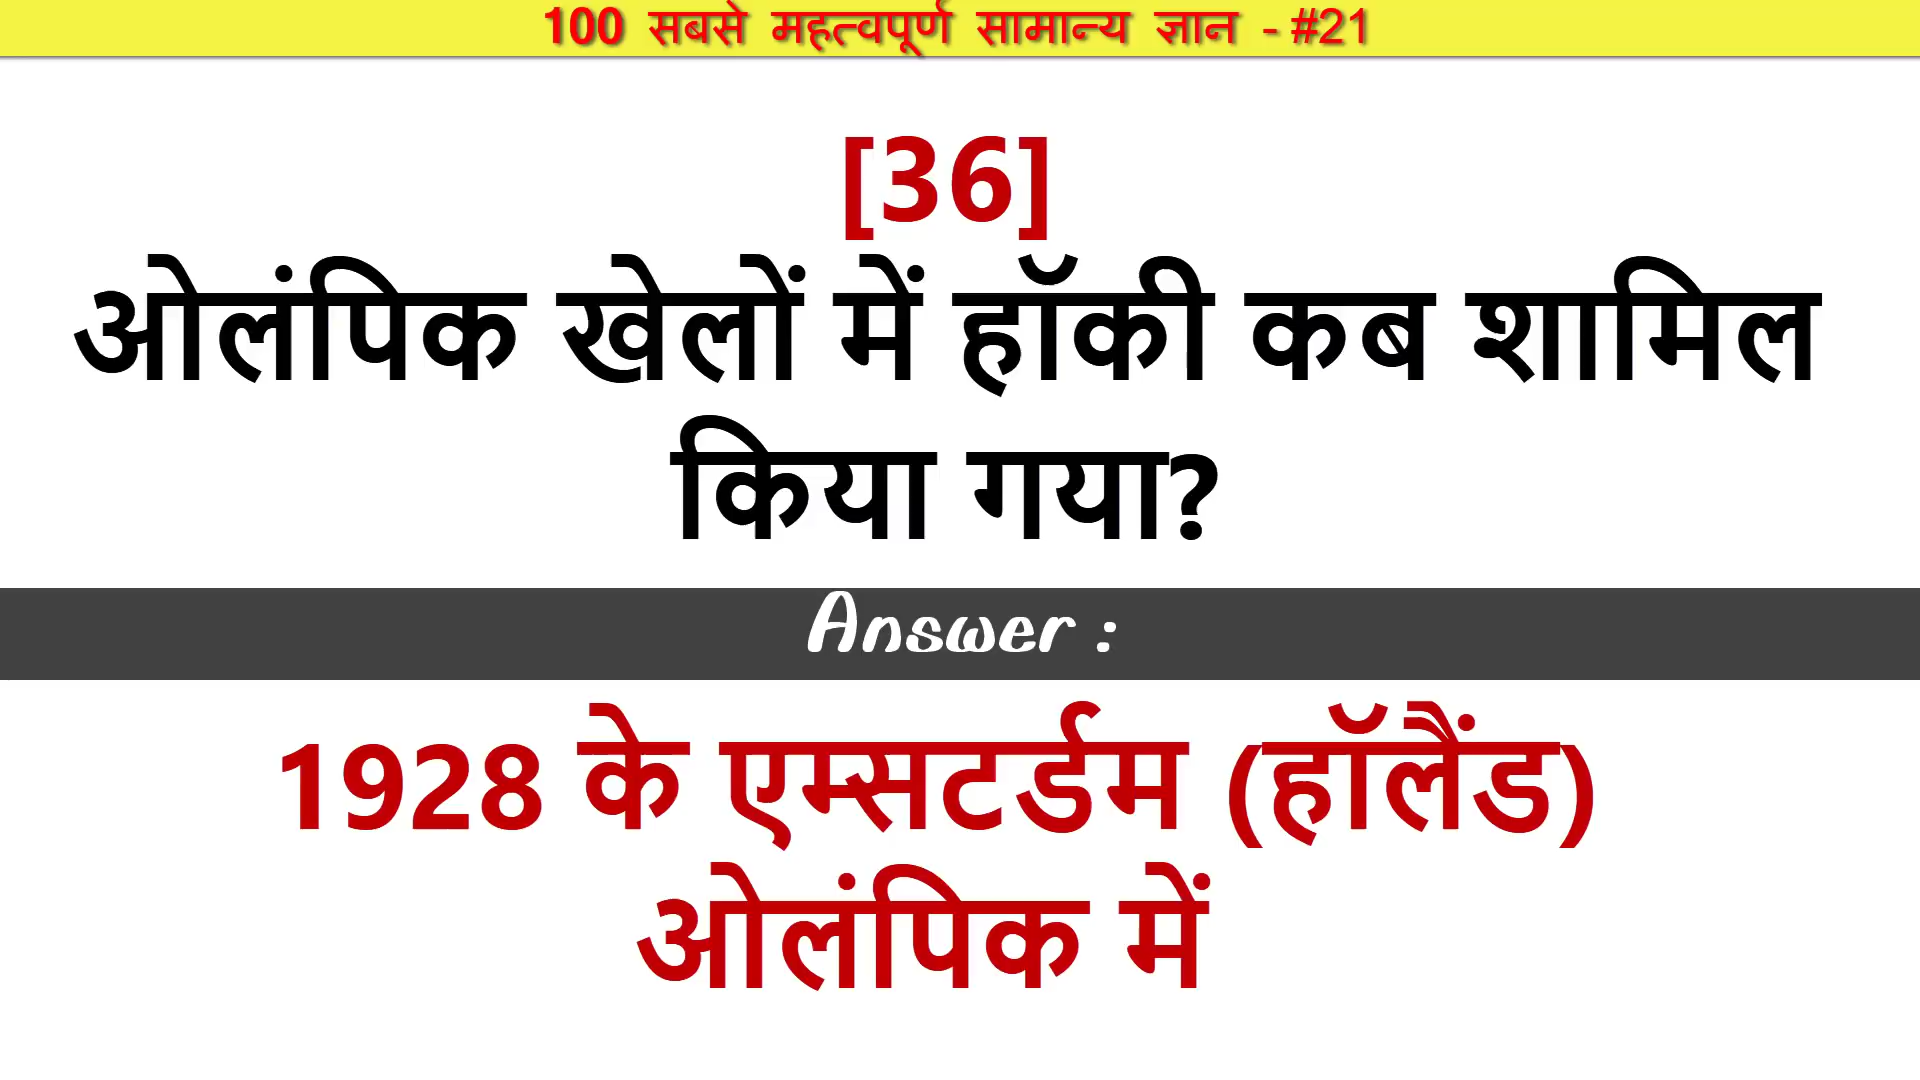 100 सबसे महत्वपूर्ण सामान्य ज्ञान - #21
[36]
ओलंपिक खेलों में हॉकी कब शामिल
किया गया?
Answer :
1928 के एम्सटर्डम (हॉलैंड)
ओलंपिक में